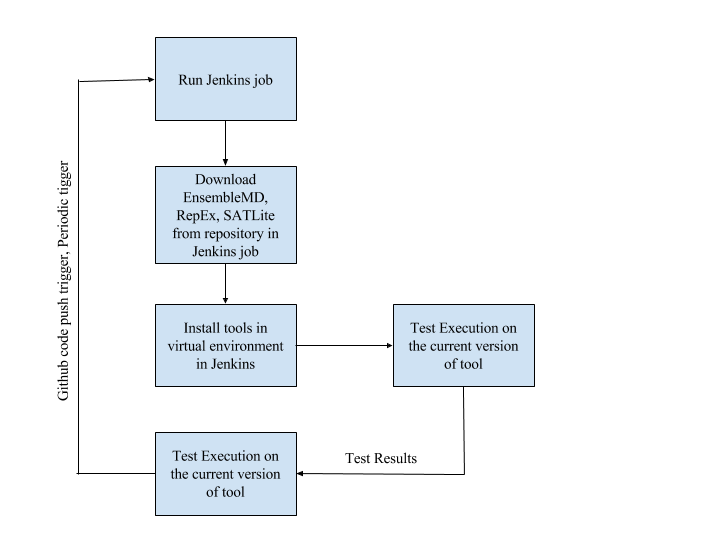 Run Jenkins job
Download
EnsembleMD,
RepEx, SATLite
from repository in
Jenkins job
Github code push trigger, Periodic tigger
Install tools in
virtual environment
in Jenkins
Test Execution on
the current version
of tool
Test Results
Test Execution on
the current version
of tool